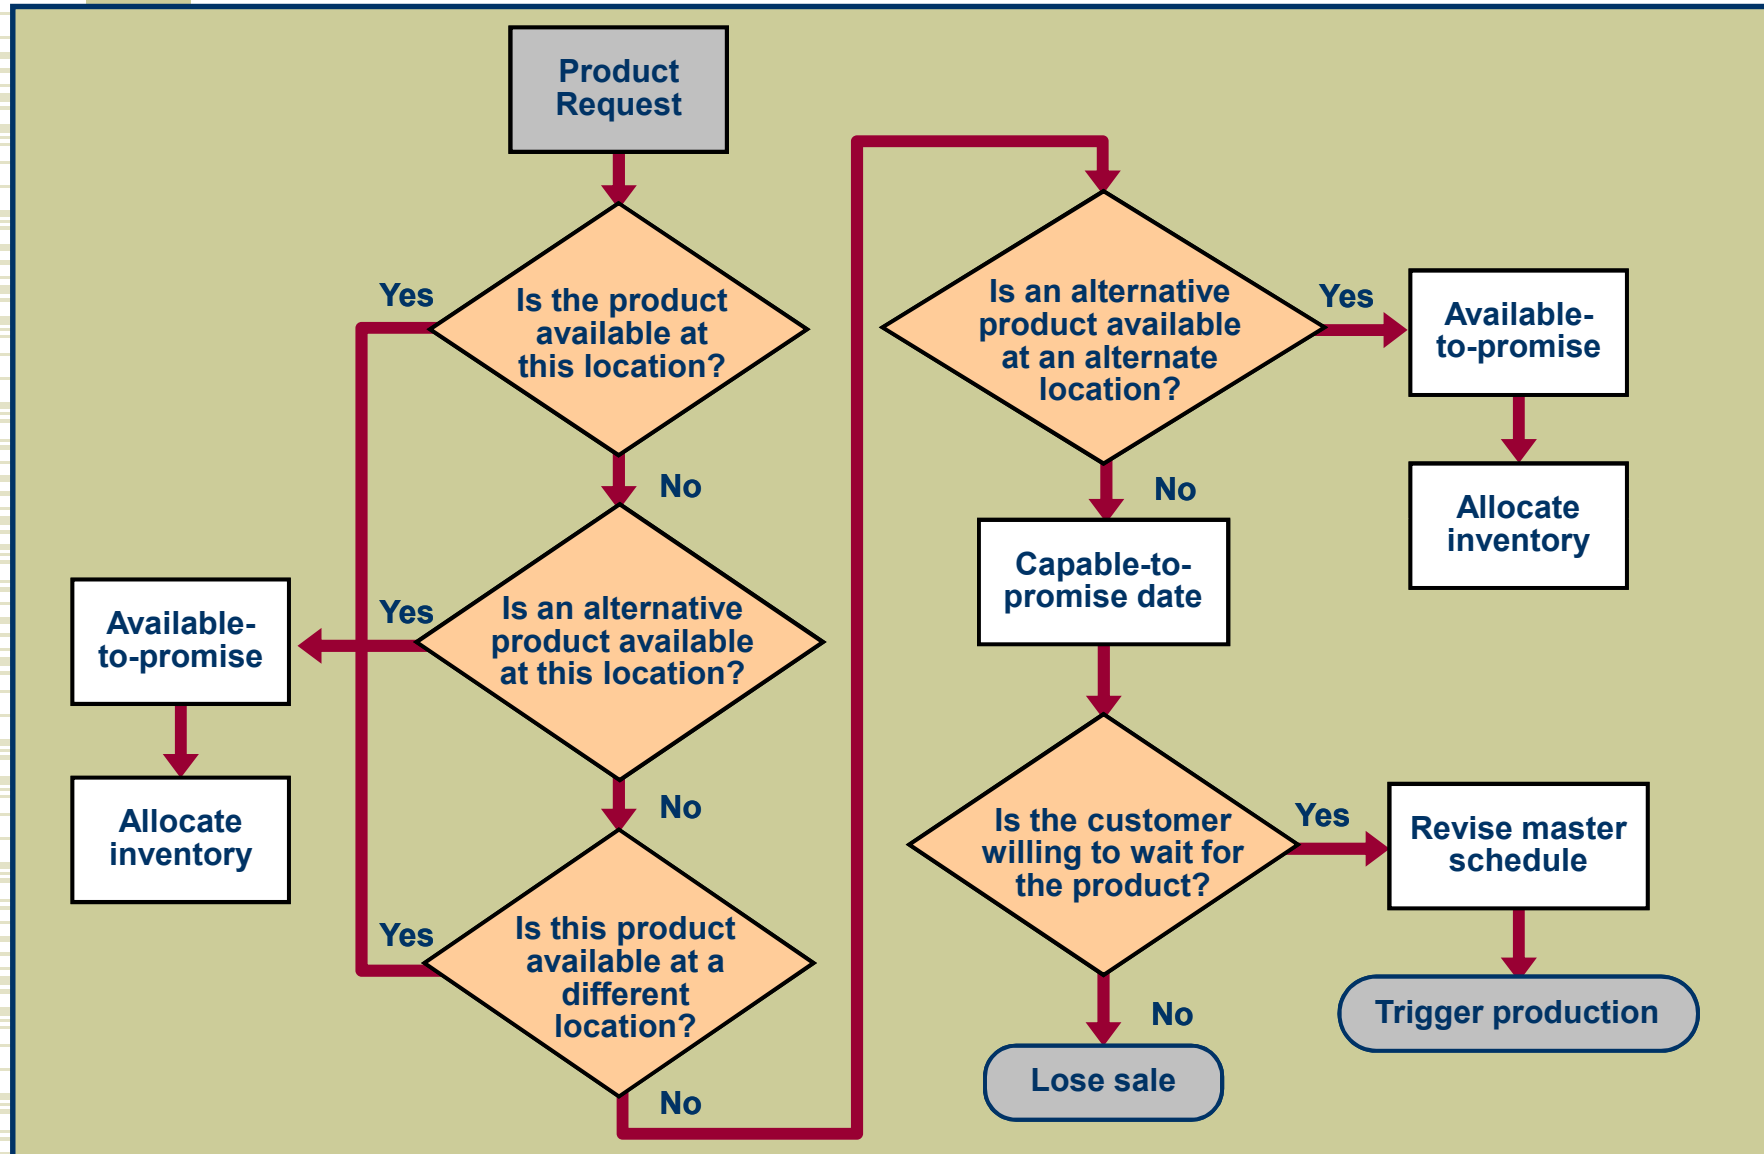 Product
Request
Yes
Is the product
available at
this location?
No
Yes
Is an alternative
product available
at this location?
Available-
to-promise
Allocate
inventory
No
Yes
Is this product
available at a
different
location?
No
Is an alternative
product available
at an alternate
location?
Yes
Available-
to-promise
Allocate
inventory
No
Capable-to-
promise date
Is the customer
willing to wait for
the product?
Yes
Revise master
schedule
Trigger production
No
Lose sale